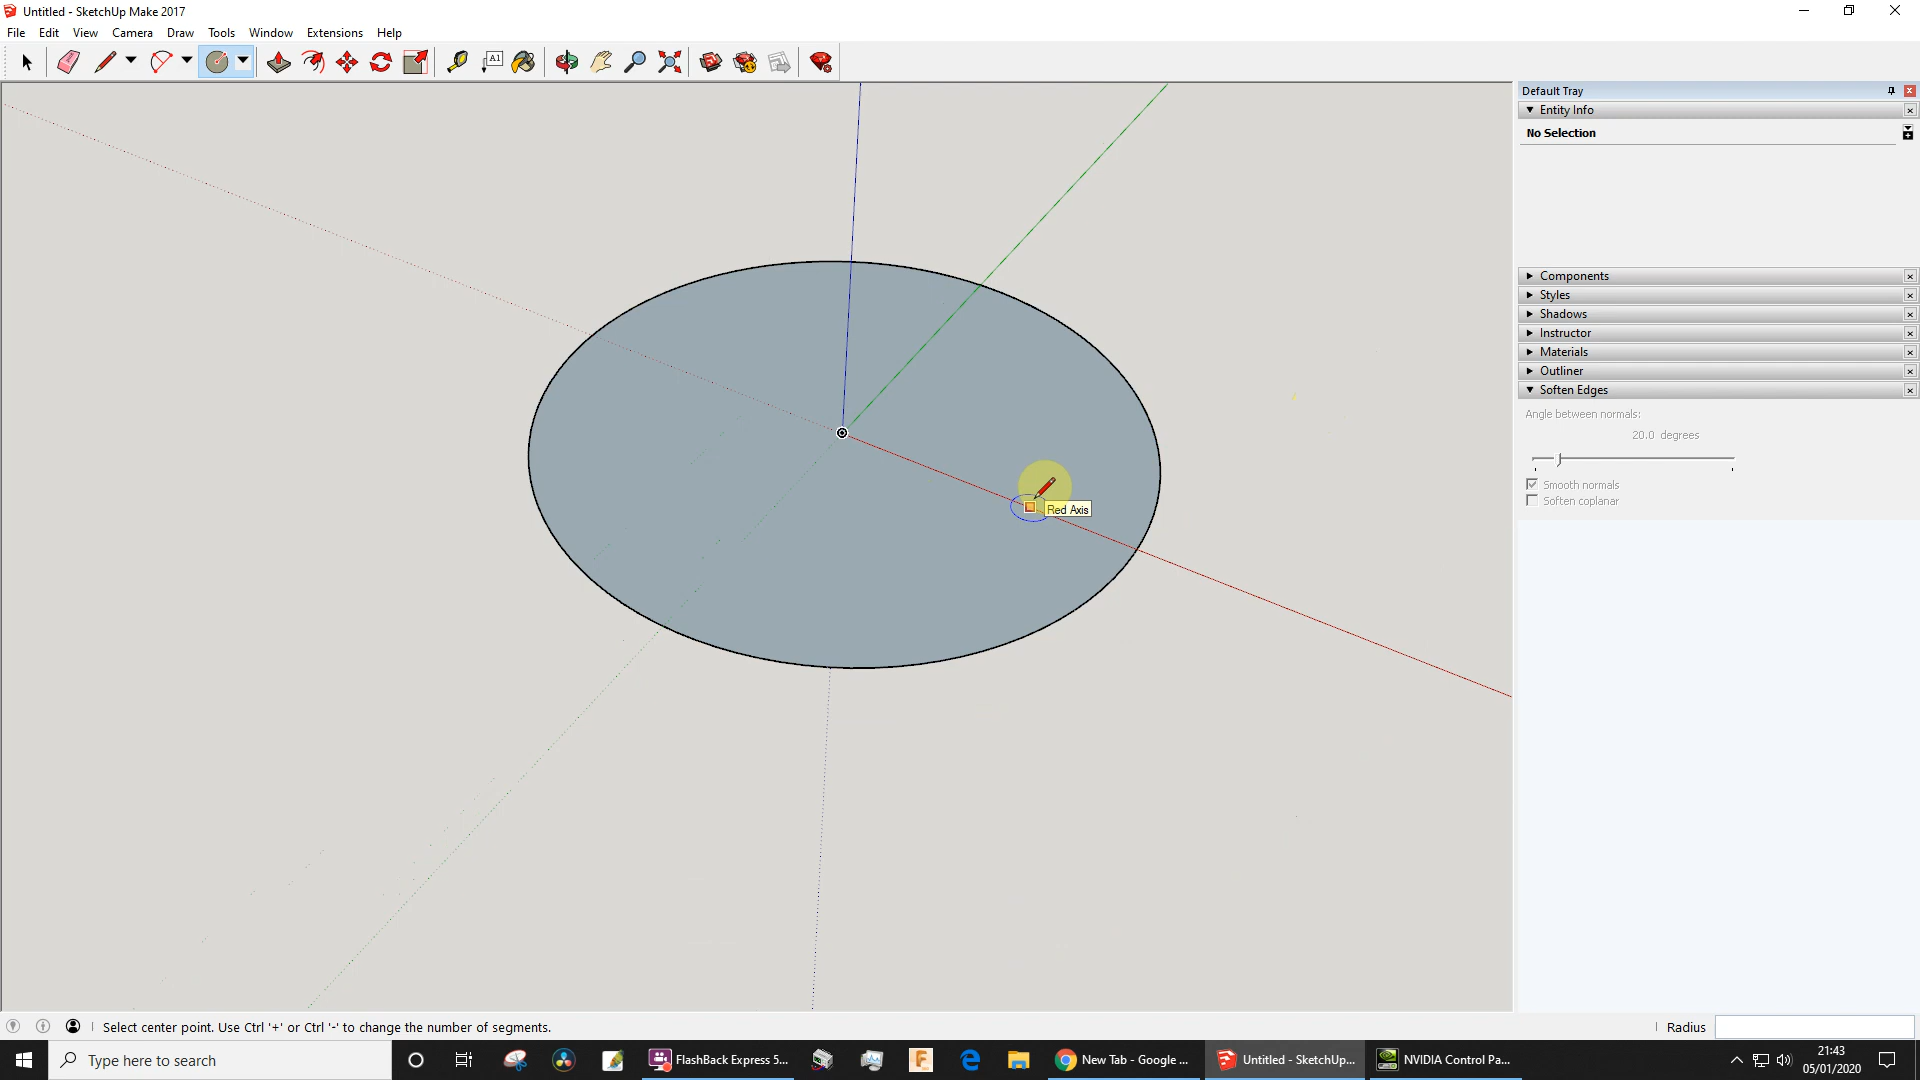 Untitled - SketchUp Make 2017
File Edit View Camera Draw Tools Window Extensions Help
A1
Default Tray
Entity Info
No Selection
Components
Styles
Shadows
Instructor
Materials
Outliner
Soften Edges
Angle between normals:
20.0 degrees
Smooth normals
Soften coplanar
Red Axis
Select center point. Use Ctrl '+' or Ctrl '-' to change the number of segments.
Radius
Type here to search
FlashBack Express 5...
New Tab - Google ...
Untitled - SketchUp...
NVIDIA Control Pa...
21:43
05/01/2020